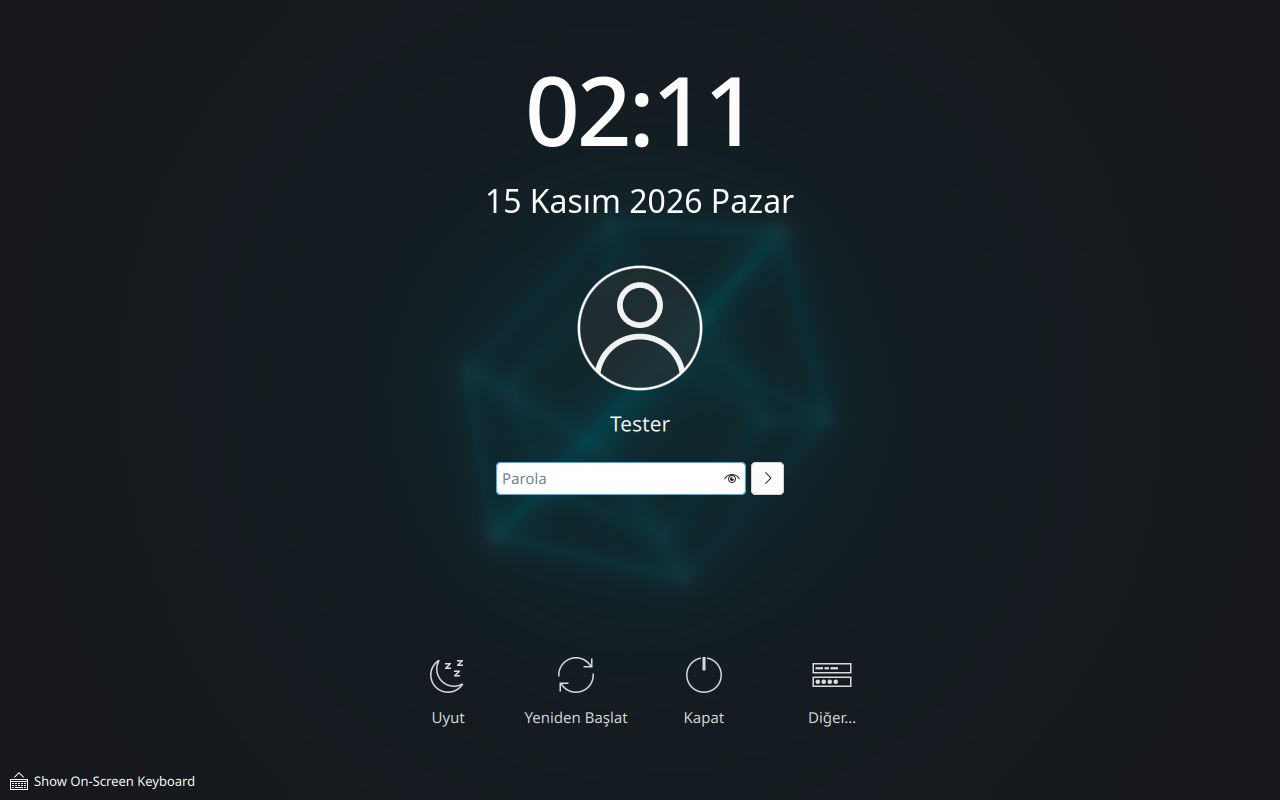 02:11
15 Kasım 2026 Pazar
Tester
Parola
Uyut
Yeniden Başlat
Kapat
Diğer...
Show On-Screen Keyboard